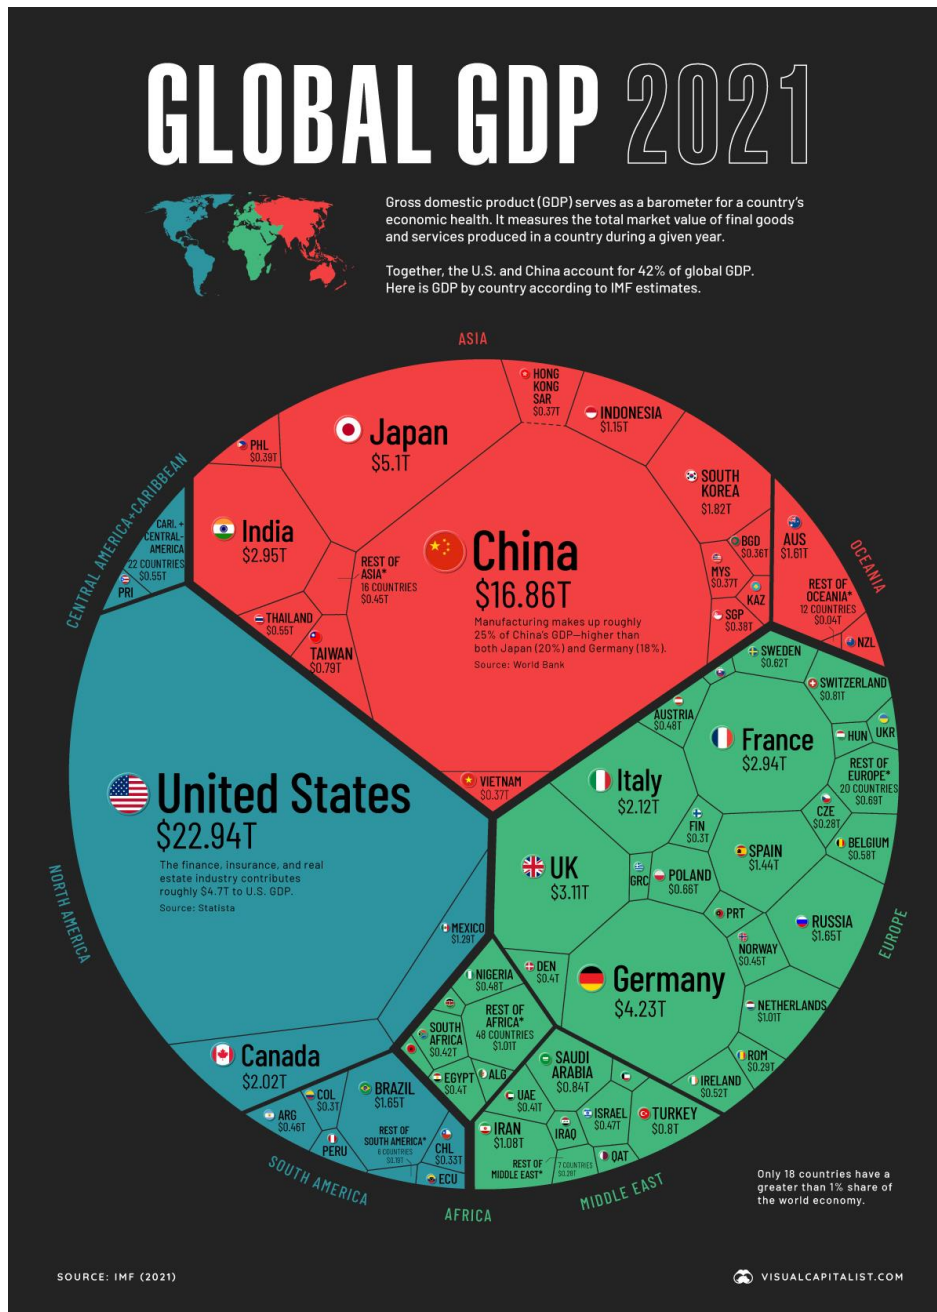 GLOBAL GDP 2021
Gross domestic product (GDP) serves as a barometer for a country's
economic health. It measures the total market value of final goods
and services produced in a country during a given year.
Together, the U.S. and China account for 42% of global GDP.
Here is GDP by country according to IMF estimates.
ASIA
HONG
KONG
SAR
$0.37T
INDONESIA
$1.15T
Japan
$5.1T
PHL
$0.39T
SOUTH
KOREA
$1.82T
India
$2.95T
China
$16.86T
Manufacturing makes up roughly
25% of China's GDP—higher than
both Japan (20%) and Germany (18%).
Source: World Bank
REST OF
ASIA*
16 COUNTRIES
$0.45T
BGD
$0.36T
MYS
$0.37T
KAZ
SGP
$0.38T
THAILAND
$0.55T
TAIWAN
$0.79T
VIETNAM
$0.37T
OCEANIA
AUS
$1.61T
REST OF
OCEANIA*
12 COUNTRIES
$0.04T
NZL
CENTRAL AMERICA+CARIBBEAN
CARI. +
CENTRAL-
AMERICA
22 COUNTRIES
$0.55T
PRI
NORTH AMERICA
United States
$22.94T
The finance, insurance, and real
estate industry contributes
roughly $4.7T to U.S. GDP.
Source: Statista
MEXICO
$1.29T
Canada
$2.02T
EUROPE
SWEDEN
$0.62T
SWITZERLAND
$0.81T
AUSTRIA
$0.48T
France
$2.94T
HUN
UKR
REST OF
EUROPE*
20 COUNTRIES
$0.69T
Italy
$2.12T
CZE
$0.28T
FIN
$0.3T
BELGIUM
$0.58T
SPAIN
$1.44T
UK
$3.11T
GRC
POLAND
$0.66T
PRT
RUSSIA
$1.65T
NORWAY
$0.45T
DEN
$0.4T
Germany
$4.23T
NETHERLANDS
$1.01T
ROM
$0.29T
IRELAND
$0.52T
NIGERIA
$0.48T
REST OF
AFRICA*
48 COUNTRIES
$1.01T
SOUTH
AFRICA
$0.42T
EGYPT
$0.4T
ALG
AFRICA
SAUDI
ARABIA
$0.84T
UAE
$0.41T
ISRAEL
$0.47T
TURKEY
$0.8T
IRAN
$1.08T
IRAQ
QAT
REST OF
MIDDLE EAST*
7 COUNTRIES
MIDDLE EAST
BRAZIL
$1.65T
COL
$0.3T
ARG
$0.46T
PERU
REST OF
SOUTH AMERICA*
6 COUNTRIES
CHL
$0.33T
ECU
SOUTH AMERICA
Only 18 countries have a
greater than 1% share of
the world economy.
SOURCE: IMF (2021)
VISUALCAPITALIST.COM